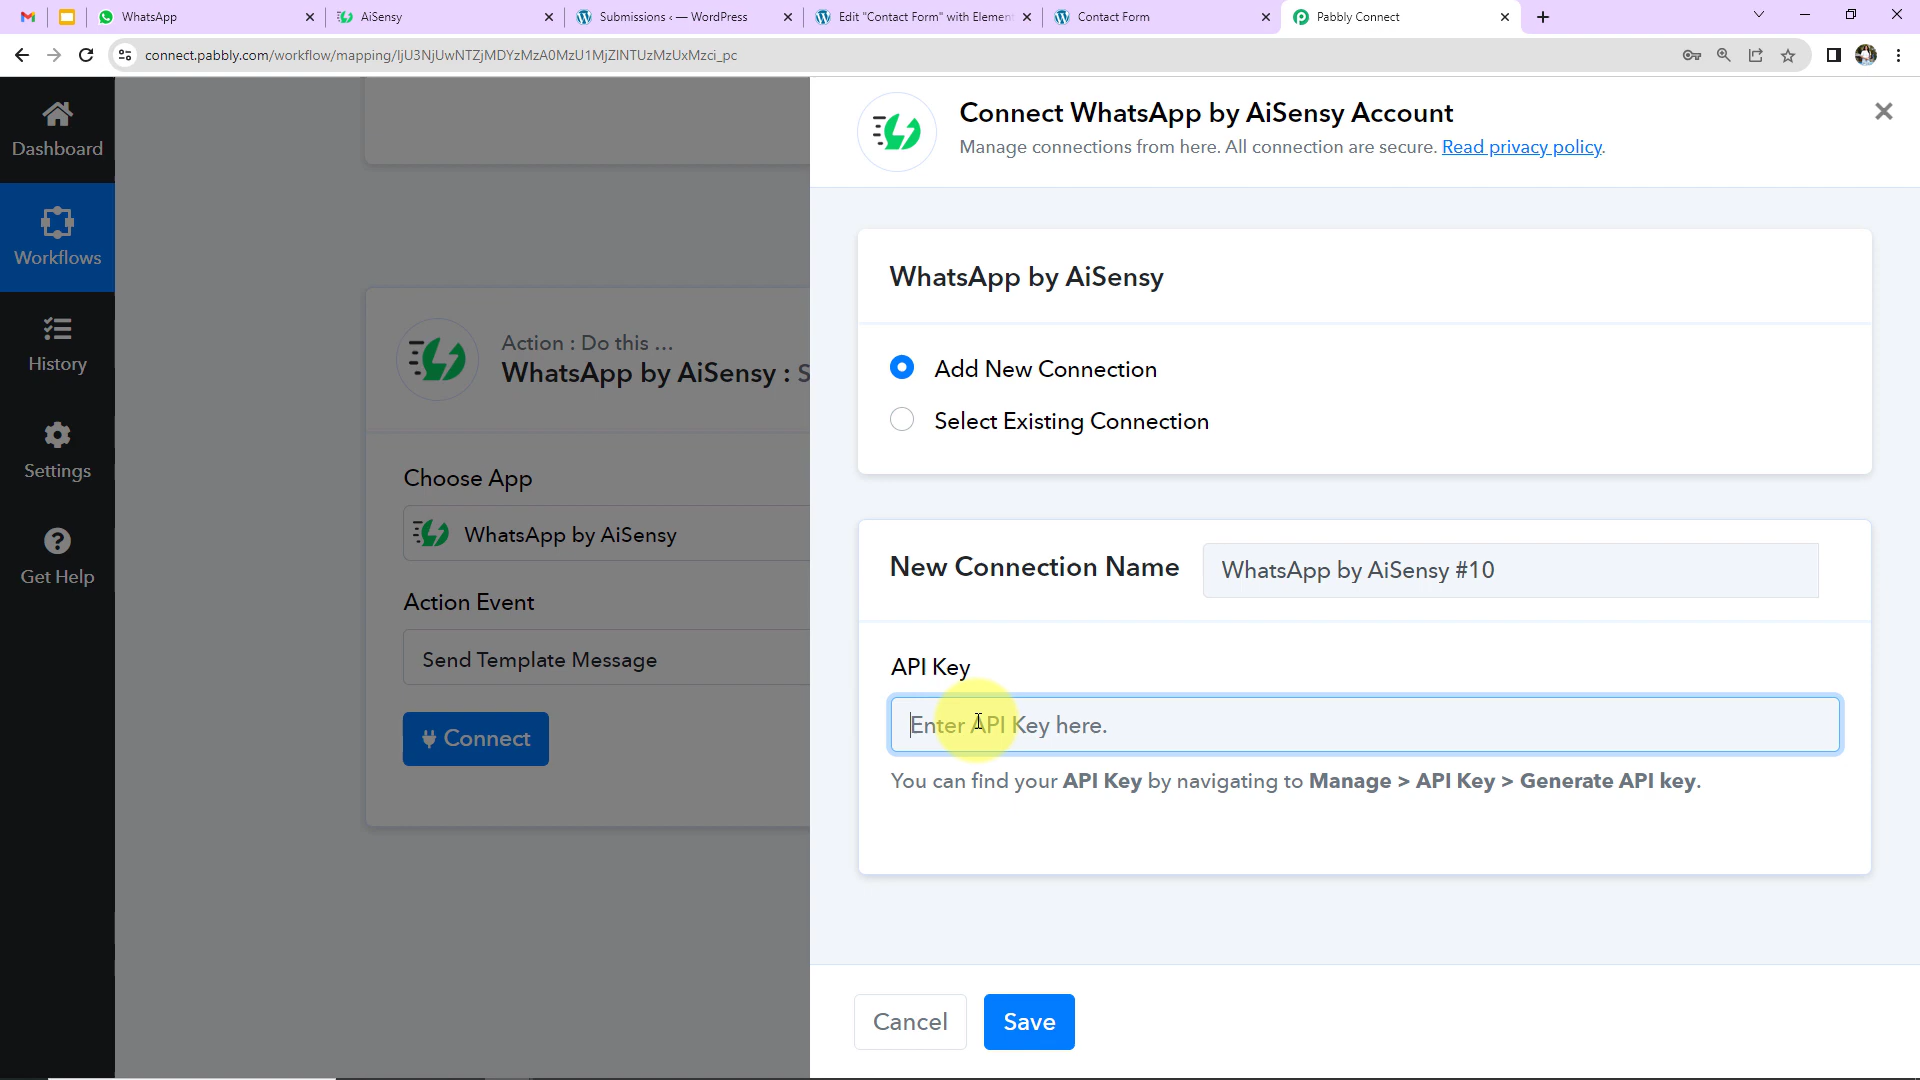 WhatsApp
AiSensy
Submissions ‹ — WordPress
Edit "Contact Form" with Elemen
Contact Form
Pabbly Connect
connect.pabbly.com/workflow/mapping/IjU3NjUwNTZjMDYzMzA0MzU1MjZlNTUzMzUxMzci_pc
Dashboard
Workflows
History
Settings
Get Help
Action : Do this ...
WhatsApp by AiSensy : S
Choose App
WhatsApp by AiSensy
Action Event
Send Template Message
Connect
Connect WhatsApp by AiSensy Account
Manage connections from here. All connection are secure. Read privacy policy.
WhatsApp by AiSensy
Add New Connection
Select Existing Connection
New Connection Name
WhatsApp by AiSensy #10
API Key
Enter API Key here.
You can find your API Key by navigating to Manage > API Key > Generate API key.
Cancel
Save